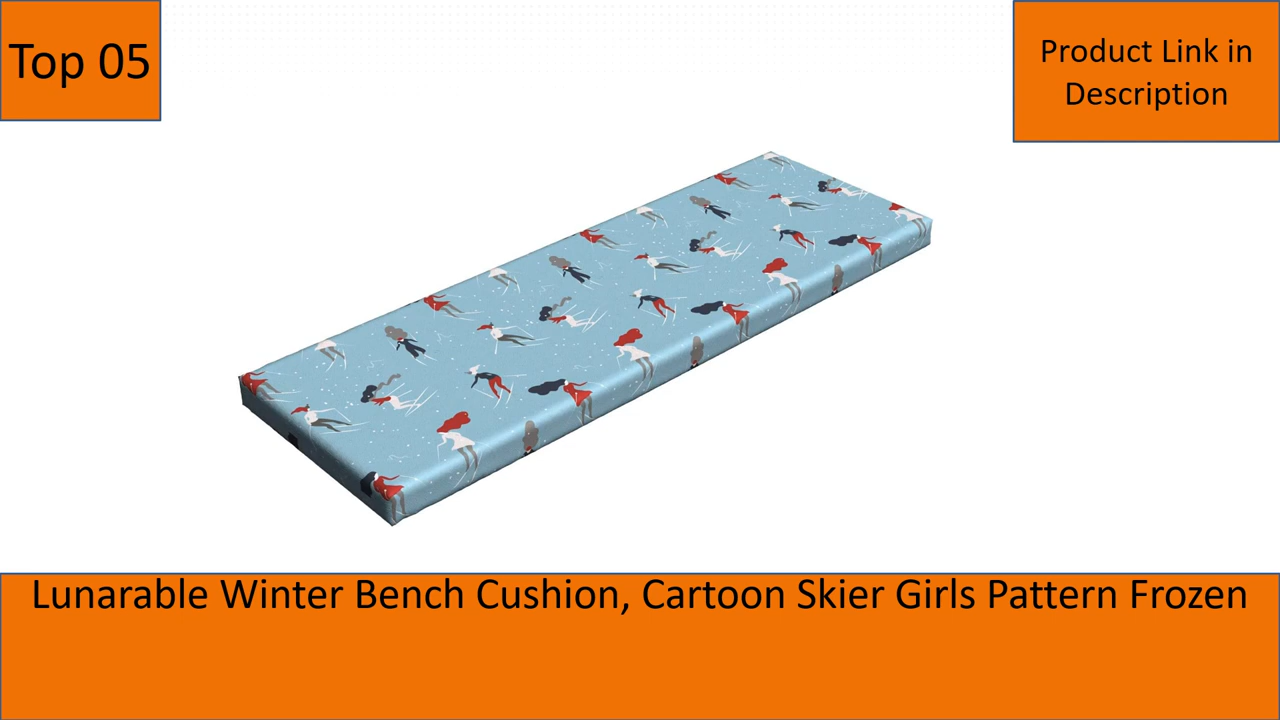 Top 05
Product Link in
Description
Lunarable Winter Bench Cushion, Cartoon Skier Girls Pattern Frozen